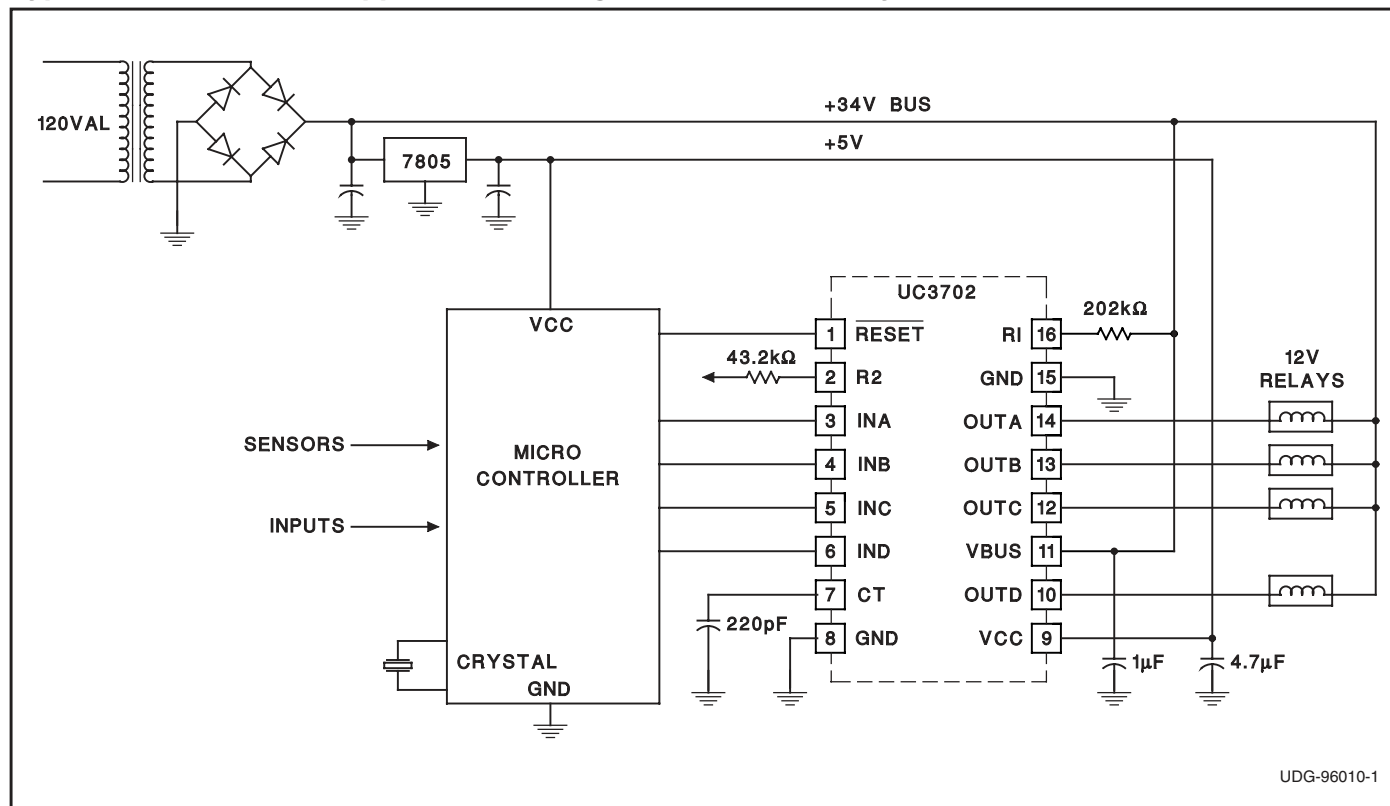 +34V BUS
120VAL
+5V
7805
UC3702
VCC
202kΩ
1 RESET
RI 16
43.2kΩ
2 R2
GND 15
12V
RELAYS
3 INA
OUTA 14
SENSORS
MICRO
CONTROLLER
4 INB
OUTB 13
5 INC
OUTC 12
INPUTS
6 IND
VBUS 11
7 CT
OUTD 10
220pF
8 GND
VCC 9
CRYSTAL
1µF
4.7µF
GND
UDG-96010-1